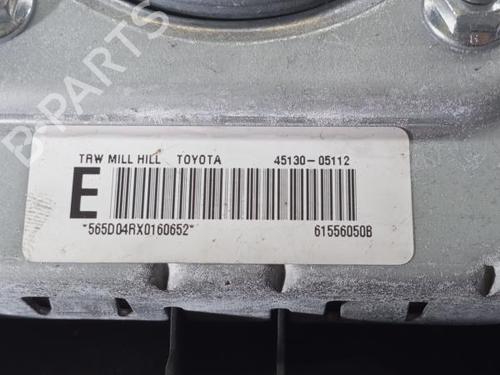 B-PARTS
TRW MILL HILL TOYOTA 45130-05112
E
*565D04RX0160652* 61556050B